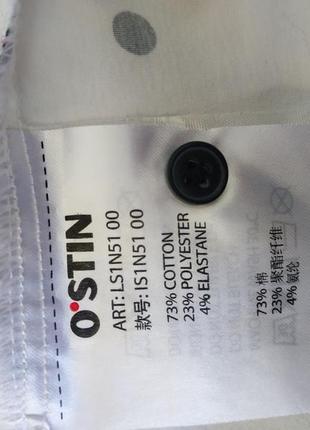 O'STIN
ART: LS1N51 00
款号: IS1N51 00
73% COTTON
23% POLYESTER
4% ELASTANE
73% 棉
23% 聚酯纤维
4% 氨纶